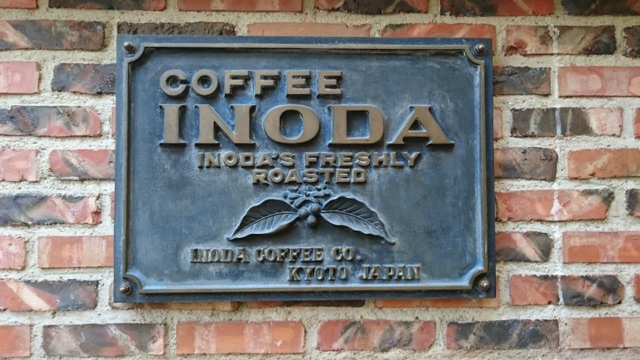 COFFEE
INODA
INODA'S FRESHLY
ROASTED
INODA COFFEE CO.
KYOTO JAPAN